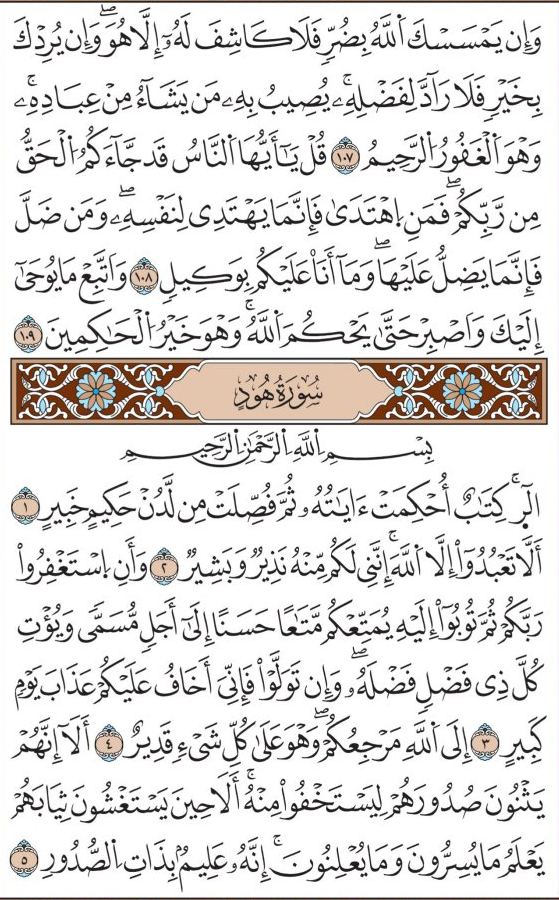 وَإِن يَمْسَسْكَ ٱللَّهُ بِضُرٍّ فَلَا كَاشِفَ لَهُۥٓ إِلَّا هُوَۖ وَإِن يُرِدْكَ
بِخَيْرٍ فَلَا رَآدَّ لِفَضْلِهِۦۚ يُصِيبُ بِهِۦ مَن يَشَآءُ مِنْ عِبَادِهِۦۚ
وَهُوَ ٱلْغَفُورُ ٱلرَّحِيمُ ١٠٧ قُلْ يَٰٓأَيُّهَا ٱلنَّاسُ قَدْ جَآءَكُمُ ٱلْحَقُّ
مِن رَّبِّكُمْۖ فَمَنِ ٱهْتَدَىٰ فَإِنَّمَا يَهْتَدِى لِنَفْسِهِۦۖ وَمَن ضَلَّ
فَإِنَّمَا يَضِلُّ عَلَيْهَاۖ وَمَآ أَنَا۠ عَلَيْكُم بِوَكِيلٍ ١٠٨ وَٱتَّبِعْ مَا يُوحَىٰٓ
إِلَيْكَ وَٱصْبِرْ حَتَّىٰ يَحْكُمَ ٱللَّهُۚ وَهُوَ خَيْرُ ٱلْحَٰكِمِينَ ١٠٩
سُورَةُ هُودٍ
بِسْمِ ٱللَّهِ ٱلرَّحْمَٰنِ ٱلرَّحِيمِ
الٓرۚ كِتَٰبٌ أُحْكِمَتْ ءَايَٰتُهُۥ ثُمَّ فُصِّلَتْ مِن لَّدُنْ حَكِيمٍ خَبِيرٍ ١
أَلَّا تَعْبُدُوٓا۟ إِلَّا ٱللَّهَۚ إِنَّنِى لَكُم مِّنْهُ نَذِيرٌ وَبَشِيرٌ ٢ وَأَنِ ٱسْتَغْفِرُوا۟
رَبَّكُمْ ثُمَّ تُوبُوٓا۟ إِلَيْهِ يُمَتِّعْكُم مَّتَٰعًا حَسَنًا إِلَىٰٓ أَجَلٍ مُّسَمًّى وَيُؤْتِ
كُلَّ ذِى فَضْلٍ فَضْلَهُۥۖ وَإِن تَوَلَّوْا۟ فَإِنِّىٓ أَخَافُ عَلَيْكُمْ عَذَابَ يَوْمٍ
كَبِيرٍ ٣ إِلَى ٱللَّهِ مَرْجِعُكُمْۖ وَهُوَ عَلَىٰ كُلِّ شَىْءٍ قَدِيرٌ ٤ أَلَآ إِنَّهُمْ
يَثْنُونَ صُدُورَهُمْ لِيَسْتَخْفُوا۟ مِنْهُۚ أَلَا حِينَ يَسْتَغْشُونَ ثِيَابَهُمْ
يَعْلَمُ مَا يُسِرُّونَ وَمَا يُعْلِنُونَۚ إِنَّهُۥ عَلِيمٌۢ بِذَاتِ ٱلصُّدُورِ ٥